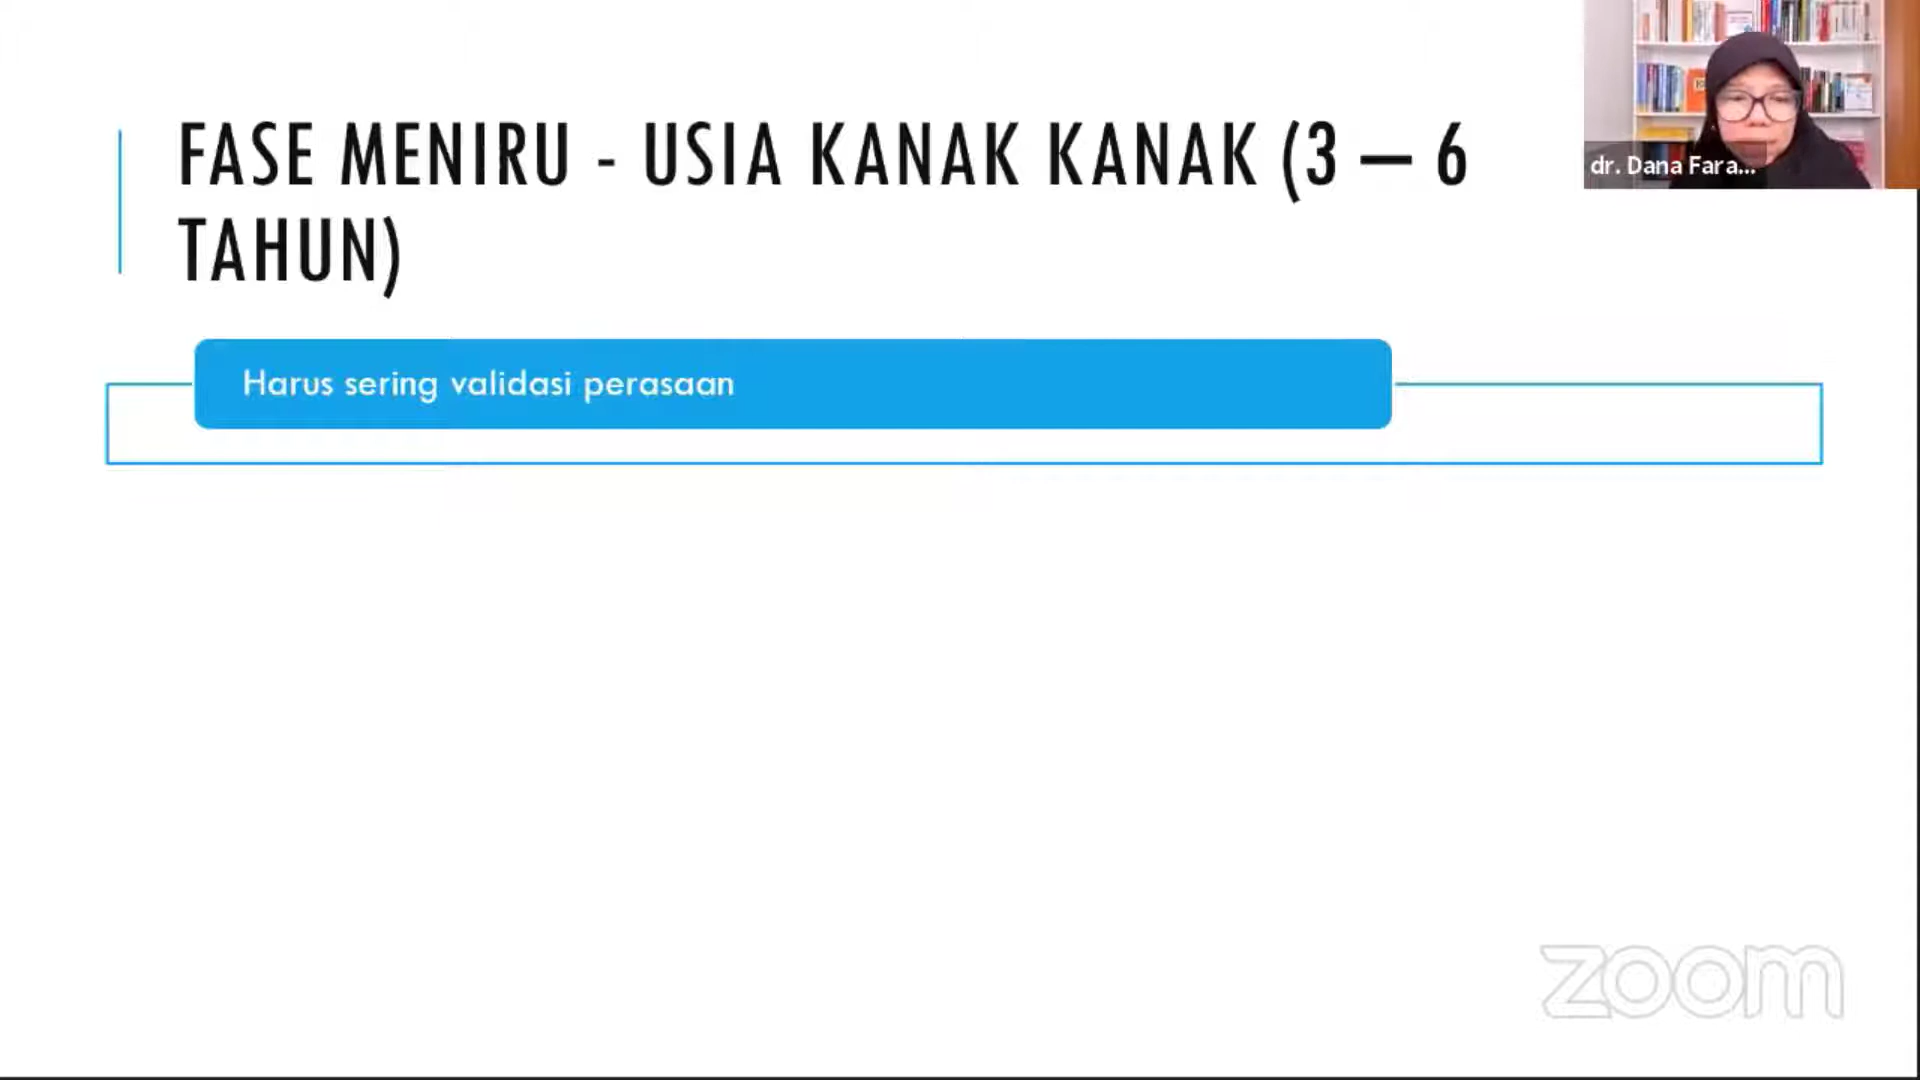 FASE MENIRU - USIA KANAK KANAK (3 – 6
TAHUN)
dr. Dana Fara...
Harus sering validasi perasaan
zoom